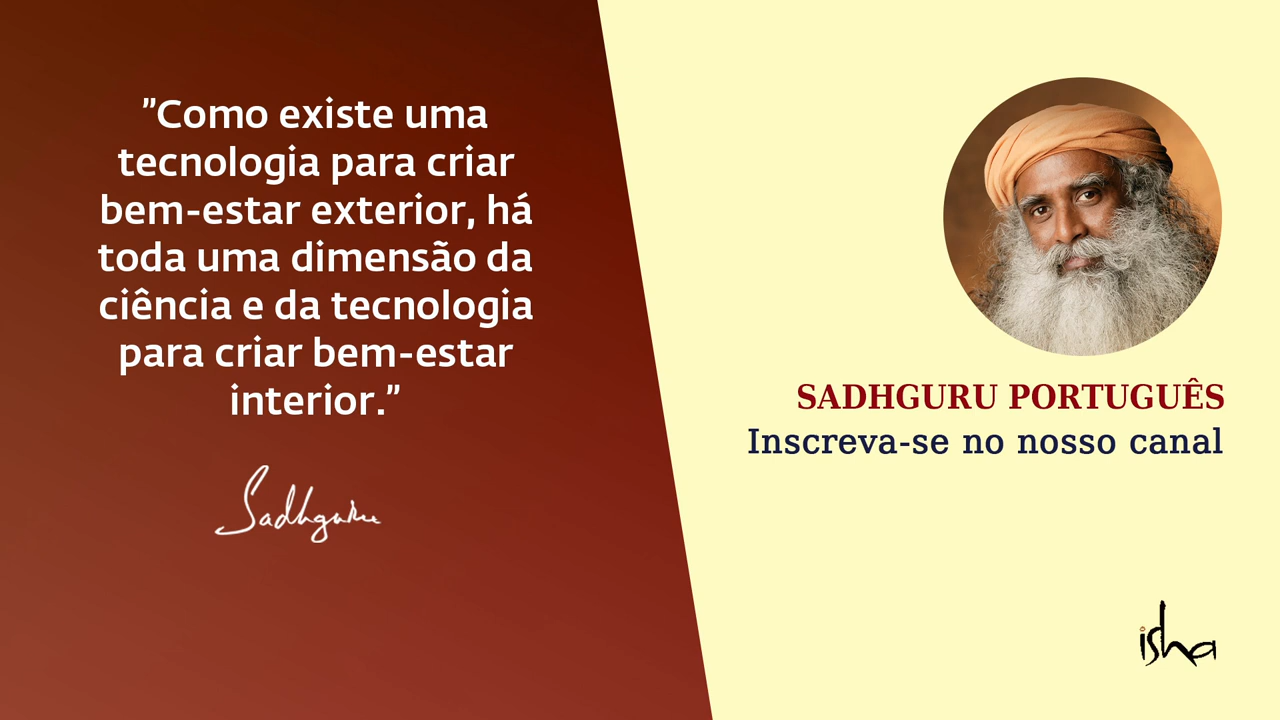 ”Como existe uma
tecnologia para criar
bem-estar exterior, há
toda uma dimensão da
ciência e da tecnologia
para criar bem-estar
interior.”
Sadhguru
SADHGURU PORTUGUÊS
Inscreva-se no nosso canal
isha